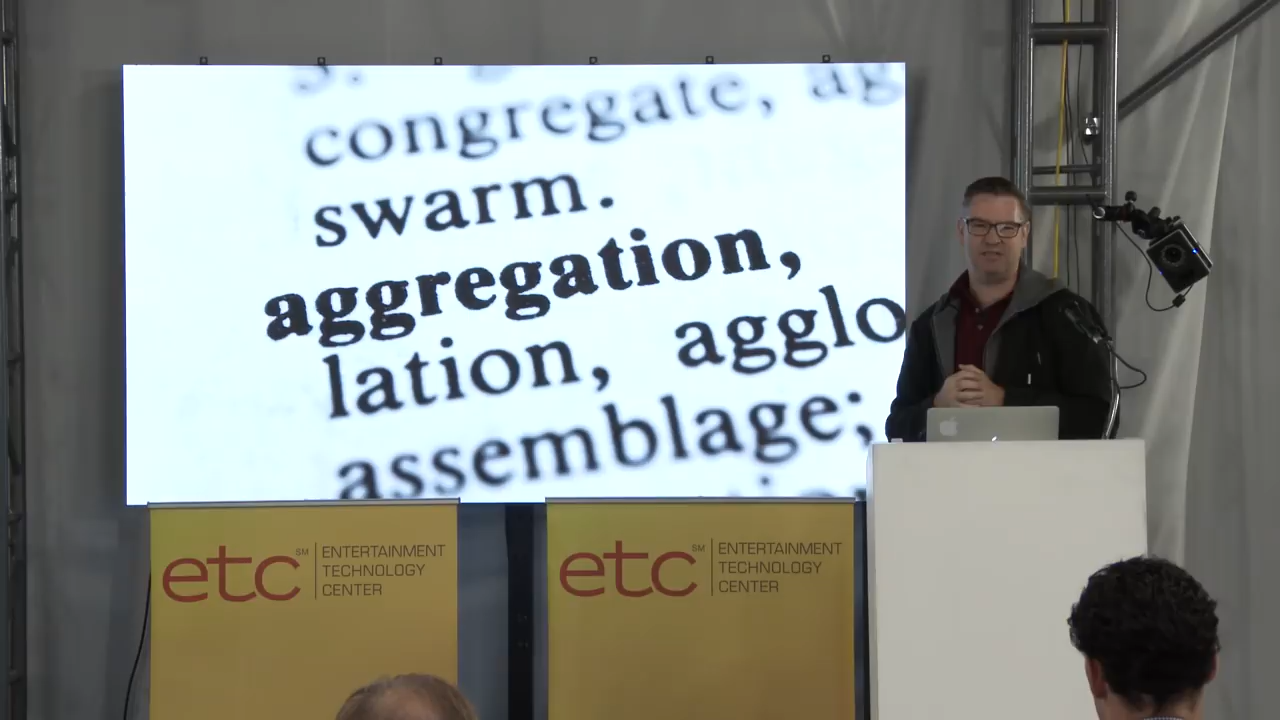 congregate, ag
swarm.
aggregation,
lation, agglo
assemblage;
etc SM ENTERTAINMENT
TECHNOLOGY
CENTER
etc SM ENTERTAINMENT
TECHNOLOGY
CENTER